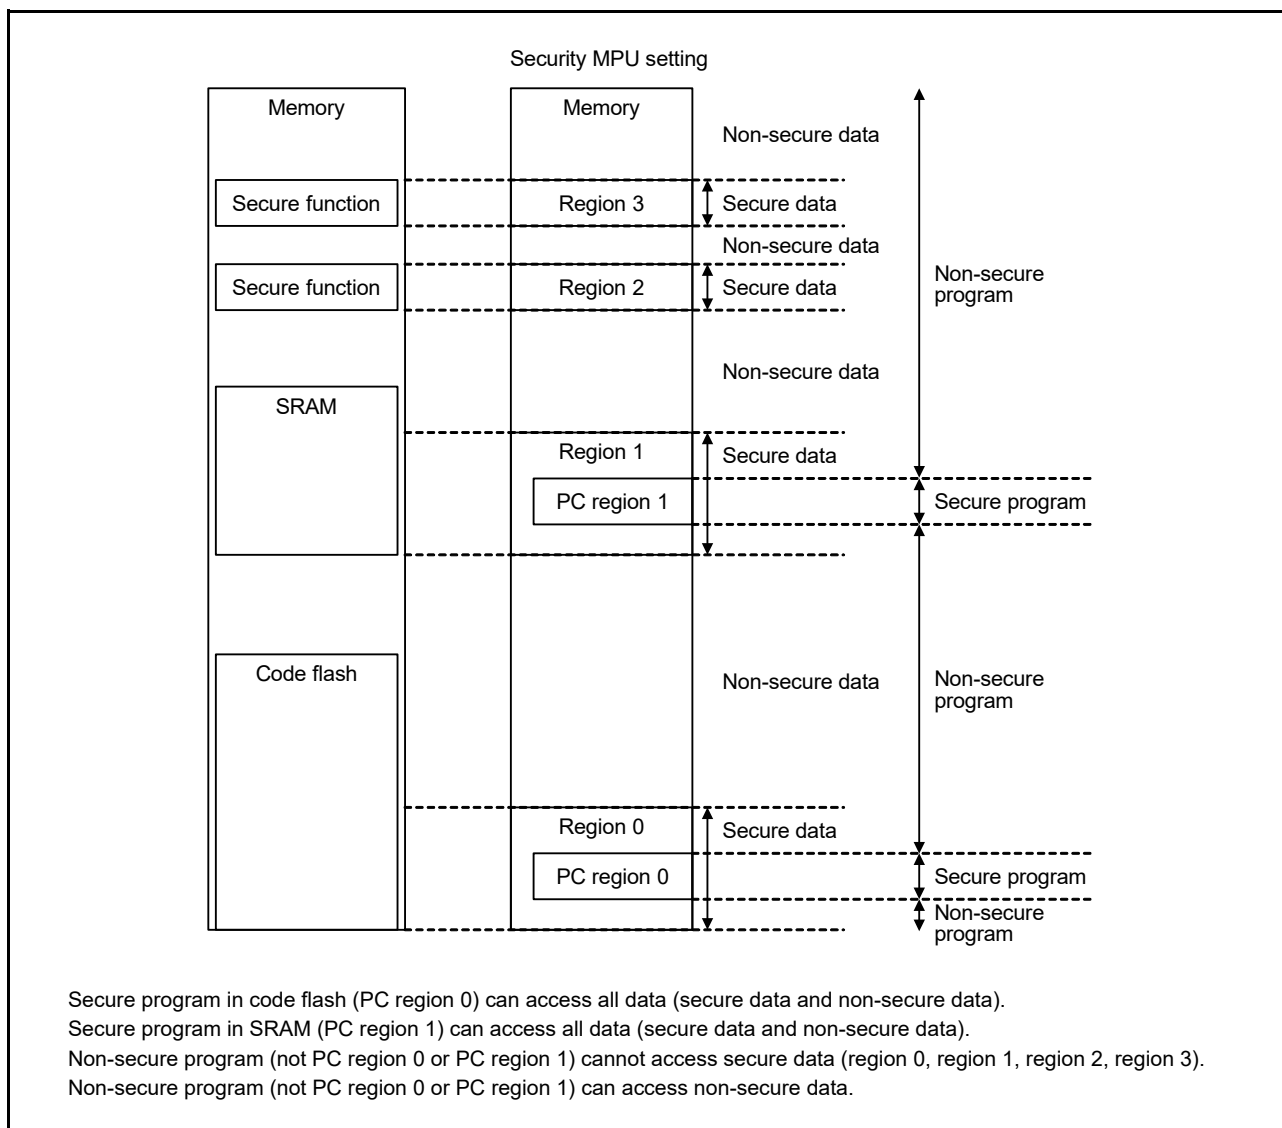 Security MPU setting
Memory
Memory
Non-secure data
Secure function
Region 3
Secure data
Non-secure data
Secure function
Region 2
Secure data
Non-secure
program
Non-secure data
SRAM
Region 1
Secure data
PC region 1
Secure program
Code flash
Non-secure data
Non-secure
program
Region 0
Secure data
PC region 0
Secure program
Non-secure
program
Secure program in code flash (PC region 0) can access all data (secure data and non-secure data).
Secure program in SRAM (PC region 1) can access all data (secure data and non-secure data).
Non-secure program (not PC region 0 or PC region 1) cannot access secure data (region 0, region 1, region 2, region 3).
Non-secure program (not PC region 0 or PC region 1) can access non-secure data.